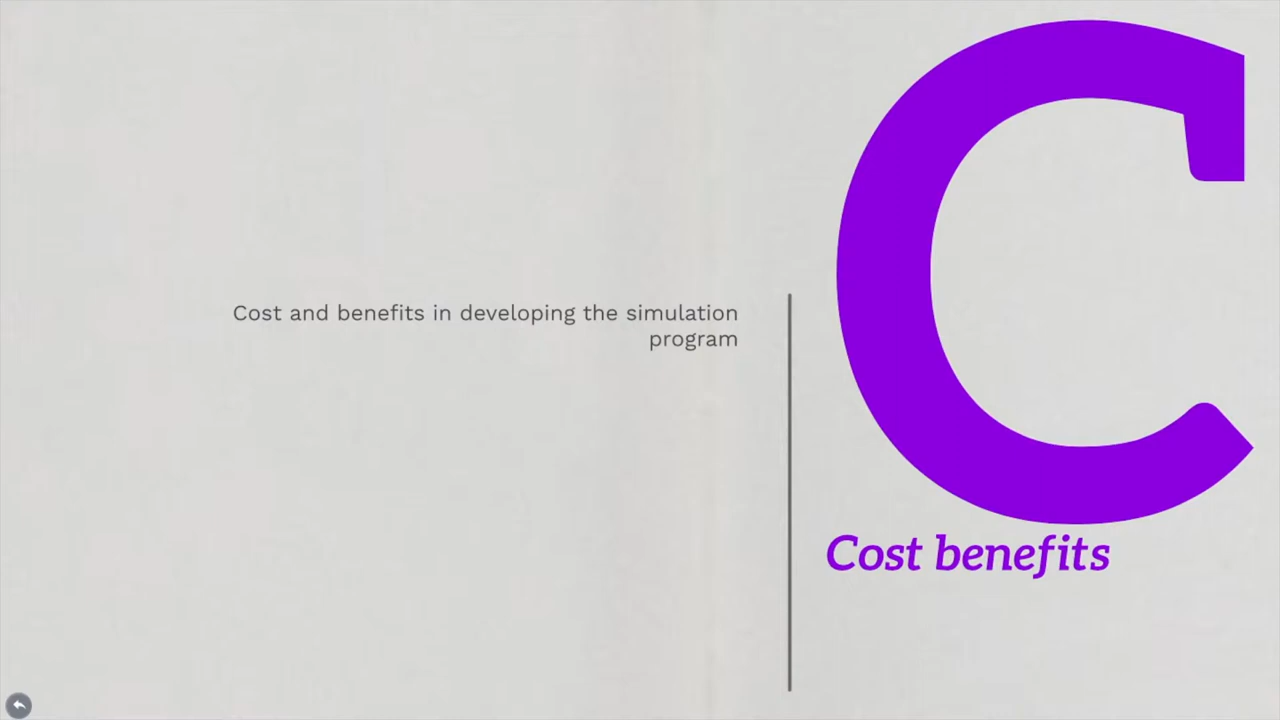 Cost and benefits in developing the simulation
program
C
Cost benefits